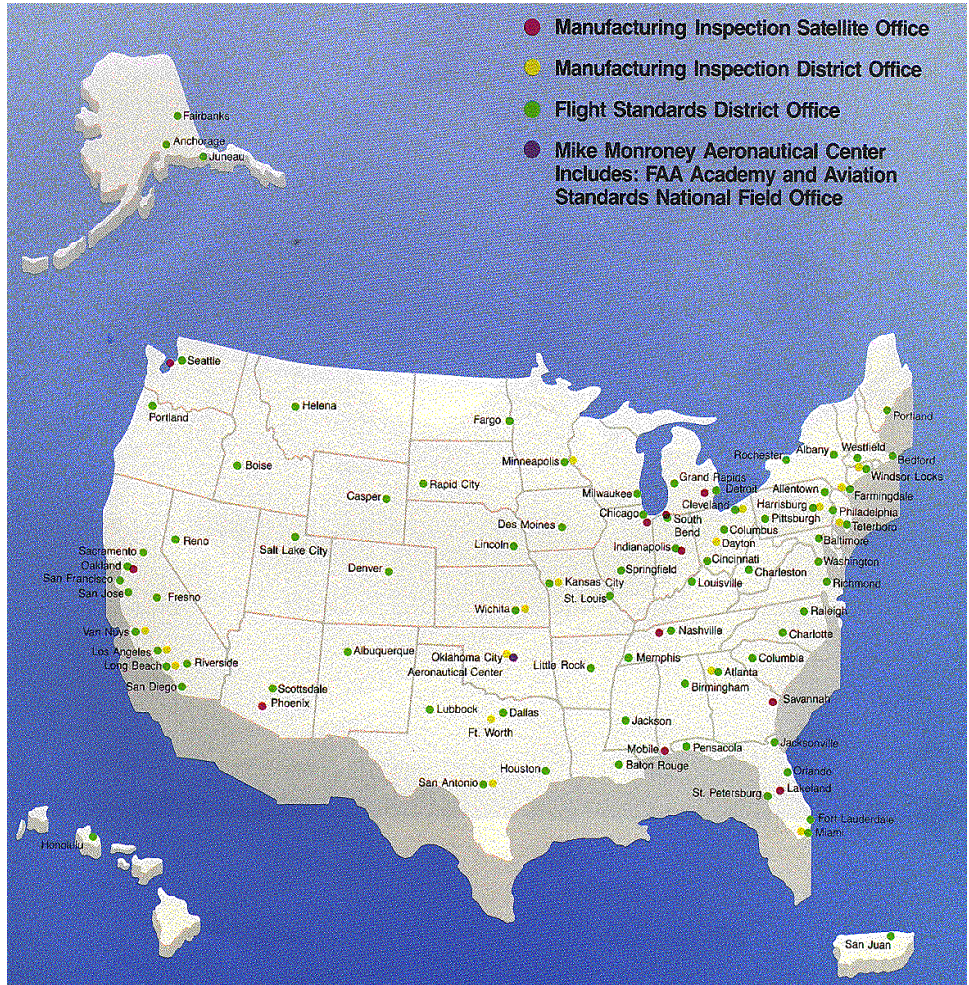 Manufacturing Inspection Satellite Office
Manufacturing Inspection District Office
Flight Standards District Office
Mike Monroney Aeronautical Center
Includes: FAA Academy and Aviation
Standards National Field Office
Fairbanks
Anchorage
Juneau
Seattle
Portland
Helena
Fargo
Portland
Boise
Minneapolis
Rochester
Albany
Westfield
Bedford
Windsor Locks
Casper
Rapid City
Milwaukee
Grand Rapids
Detroit
Cleveland
Allentown
Farmingdale
Harrisburg
Philadelphia
Chicago
South
Bend
Pittsburgh
Teterboro
Reno
Salt Lake City
Des Moines
Columbus
Baltimore
Sacramento
Lincoln
Indianapolis
Dayton
Oakland
Denver
Springfield
Cincinnati
Washington
San Francisco
Kansas City
Charleston
San Jose
Fresno
St. Louis
Louisville
Richmond
Wichita
Raleigh
Van Nuys
Nashville
Charlotte
Los Angeles
Albuquerque
Oklahoma City
Aeronautical Center
Memphis
Columbia
Long Beach
Riverside
Little Rock
Atlanta
San Diego
Scottsdale
Birmingham
Phoenix
Lubbock
Dallas
Savannah
Ft. Worth
Jackson
Mobile
Pensacola
Jacksonville
Houston
Baton Rouge
Orlando
San Antonio
St. Petersburg
Lakeland
Fort Lauderdale
Miami
Honolulu
San Juan